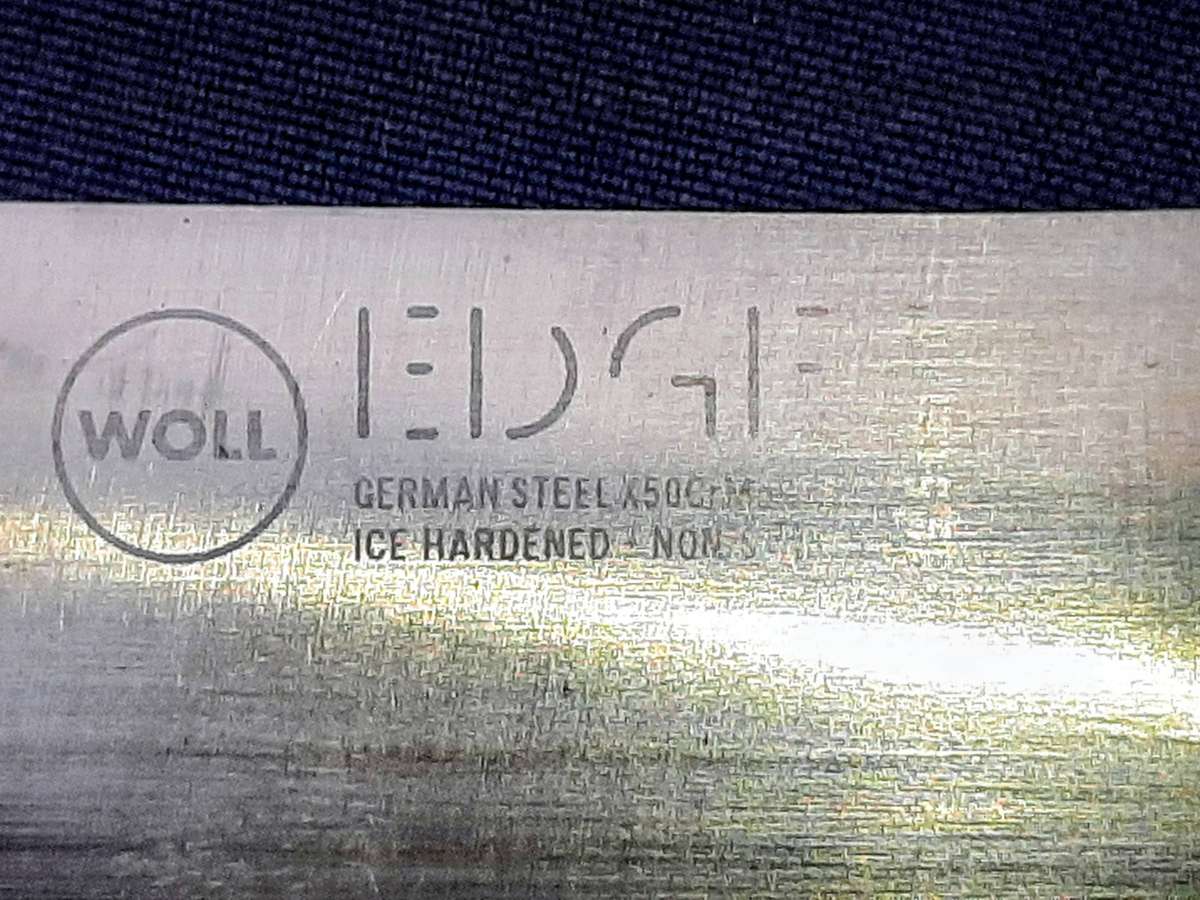 WOLL
EDGE
GERMAN STEEL
ICE HARDENED - NON